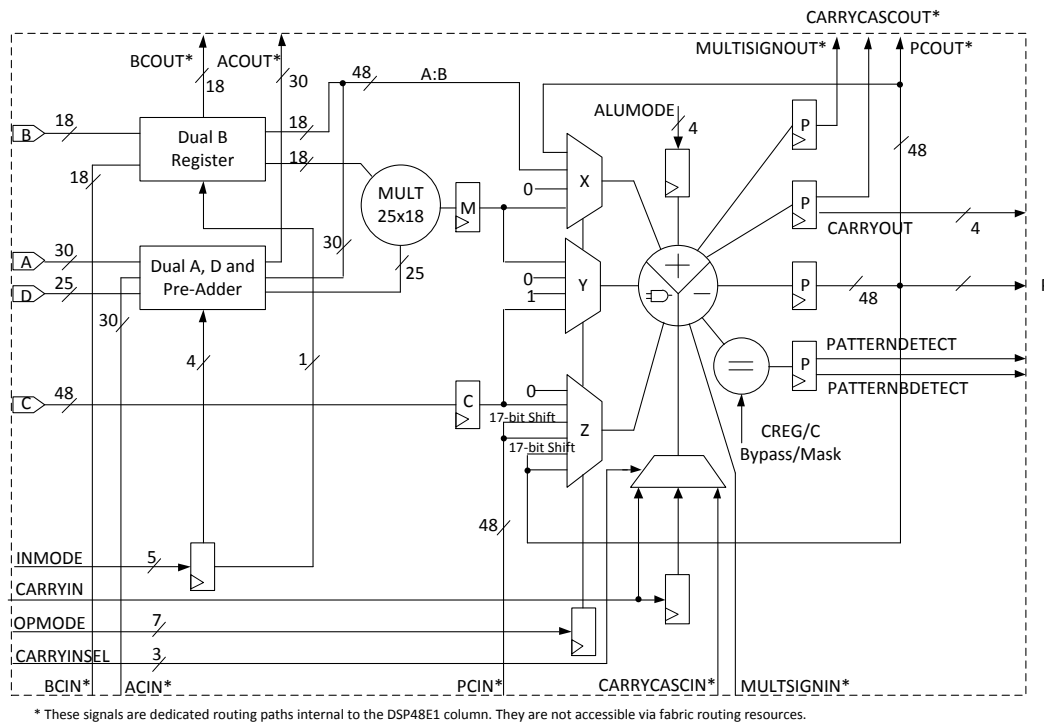 CARRYCASCOUT*
BCOUT* ACOUT* MULTISIGNOUT* PCOUT*
18 30 48 A:B
ALUMODE
4
B 18 Dual B Register 18 18
18
MULT 25x18
M
0
X
P
P
48
CARRYOUT 4
A 30
D 25
Dual A, D and Pre-Adder
30
30
25
0
1
Y
P 48 P
4 1
P
PATTERNDETECT
PATTERNBDETECT
C 48
C
0
17-bit Shift
17-bit Shift
Z
CREG/C
Bypass/Mask
48
INMODE 5
CARRYIN
OPMODE 7
CARRYINSEL 3
BCIN* ACIN* PCIN* CARRYCASCIN* MULTSIGNIN*
* These signals are dedicated routing paths internal to the DSP48E1 column. They are not accessible via fabric routing resources.